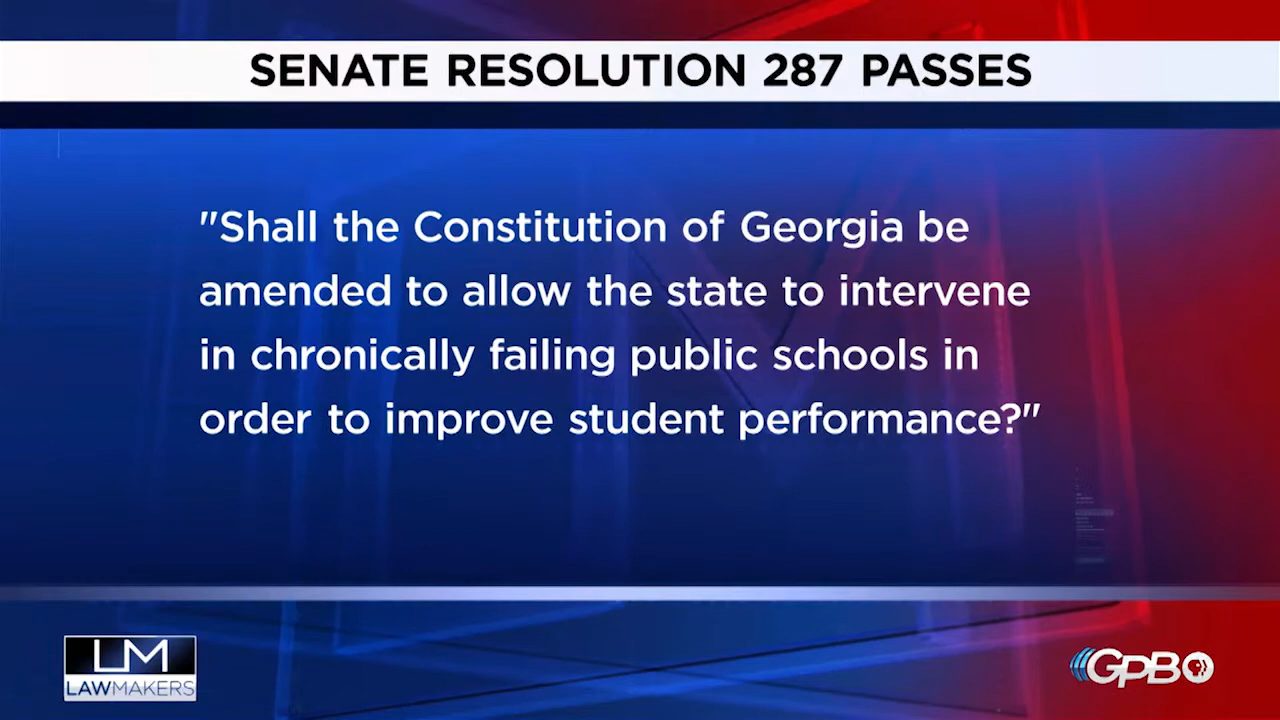 SENATE RESOLUTION 287 PASSES
"Shall the Constitution of Georgia be
amended to allow the state to intervene
in chronically failing public schools in
order to improve student performance?"
LM
LAWMAKERS
GPB